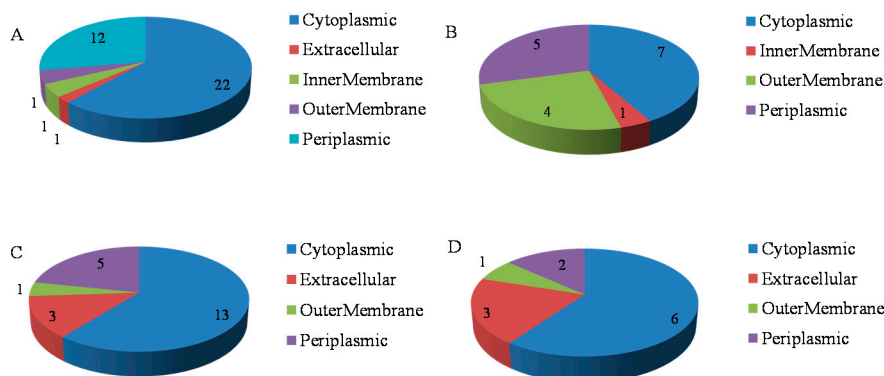 A
12
22
1
1
1
Cytoplasmic
Extracellular
InnerMembrane
OuterMembrane
Periplasmic
B
5
7
4
1
Cytoplasmic
InnerMembrane
OuterMembrane
Periplasmic
C
5
1
3
13
Cytoplasmic
Extracellular
OuterMembrane
Periplasmic
D
1
2
3
6
Cytoplasmic
Extracellular
OuterMembrane
Periplasmic